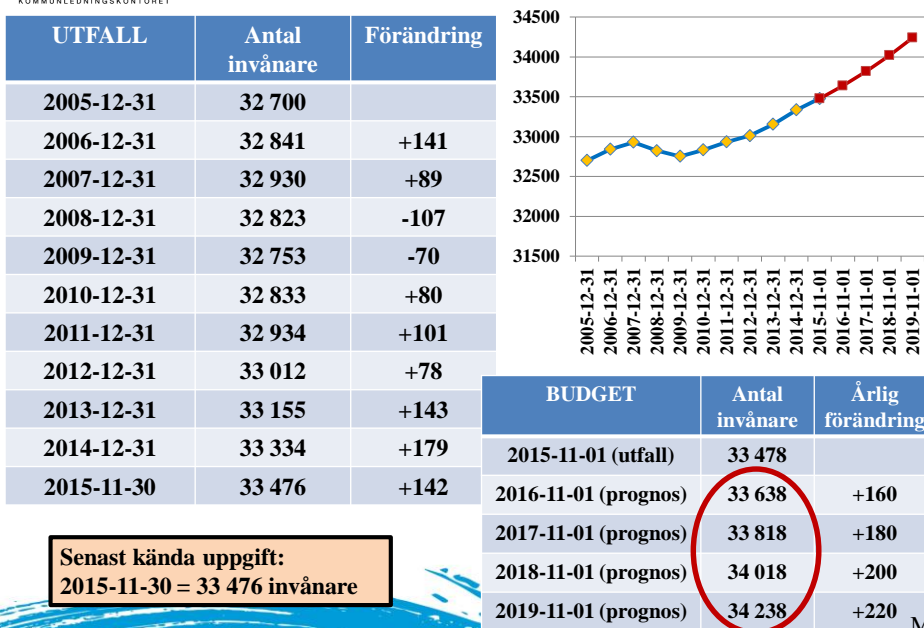 KOMMUNLEDNINGSKONTORET
UTFALL Antal invånare Förändring
2005-12-31 32 700
2006-12-31 32 841 +141
2007-12-31 32 930 +89
2008-12-31 32 823 -107
2009-12-31 32 753 -70
2010-12-31 32 833 +80
2011-12-31 32 934 +101
2012-12-31 33 012 +78
2013-12-31 33 155 +143
2014-12-31 33 334 +179
2015-11-30 33 476 +142
Senast kända uppgift:
2015-11-30 = 33 476 invånare
34500
34000
33500
33000
32500
32000
31500
2005-12-31
2006-12-31
2007-12-31
2008-12-31
2009-12-31
2010-12-31
2011-12-31
2012-12-31
2013-12-31
2014-12-31
2015-11-01
2016-11-01
2017-11-01
2018-11-01
2019-11-01
BUDGET Antal invånare Årlig förändring
2015-11-01 (utfall) 33 478
2016-11-01 (prognos) 33 638 +160
2017-11-01 (prognos) 33 818 +180
2018-11-01 (prognos) 34 018 +200
2019-11-01 (prognos) 34 238 +220